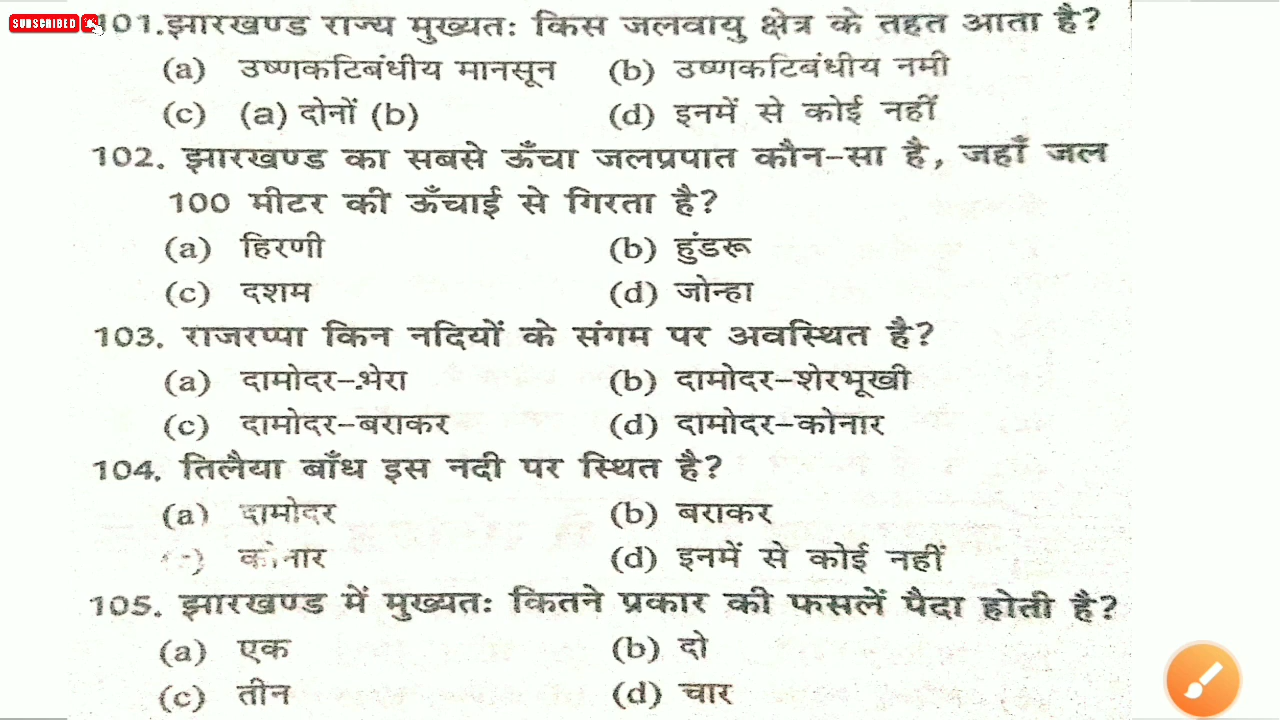 SUBSCRIBED
101.झारखण्ड राज्य मुख्यतः किस जलवायु क्षेत्र के तहत आता है?
(a) उष्णकटिबंधीय मानसून (b) उष्णकटिबंधीय नमी
(c) (a) दोनों (b) (d) इनमें से कोई नहीं
102. झारखण्ड का सबसे ऊँचा जलप्रपात कौन-सा है, जहाँ जल
100 मीटर की ऊँचाई से गिरता है?
(a) हिरणी (b) हुंडरू
(c) दशम (d) जोन्हा
103. राजरप्पा किन नदियों के संगम पर अवस्थित है?
(a) दामोदर-भेरा (b) दामोदर-शेरभूखी
(c) दामोदर-बराकर (d) दामोदर-कोनार
104. तिलैया बाँध इस नदी पर स्थित है?
(a) दामोदर (b) बराकर
कोनार (d) इनमें से कोई नहीं
105. झारखण्ड में मुख्यतः कितने प्रकार की फसलें पैदा होती है?
(a) एक (b) दो
(c) तीन (d) चार